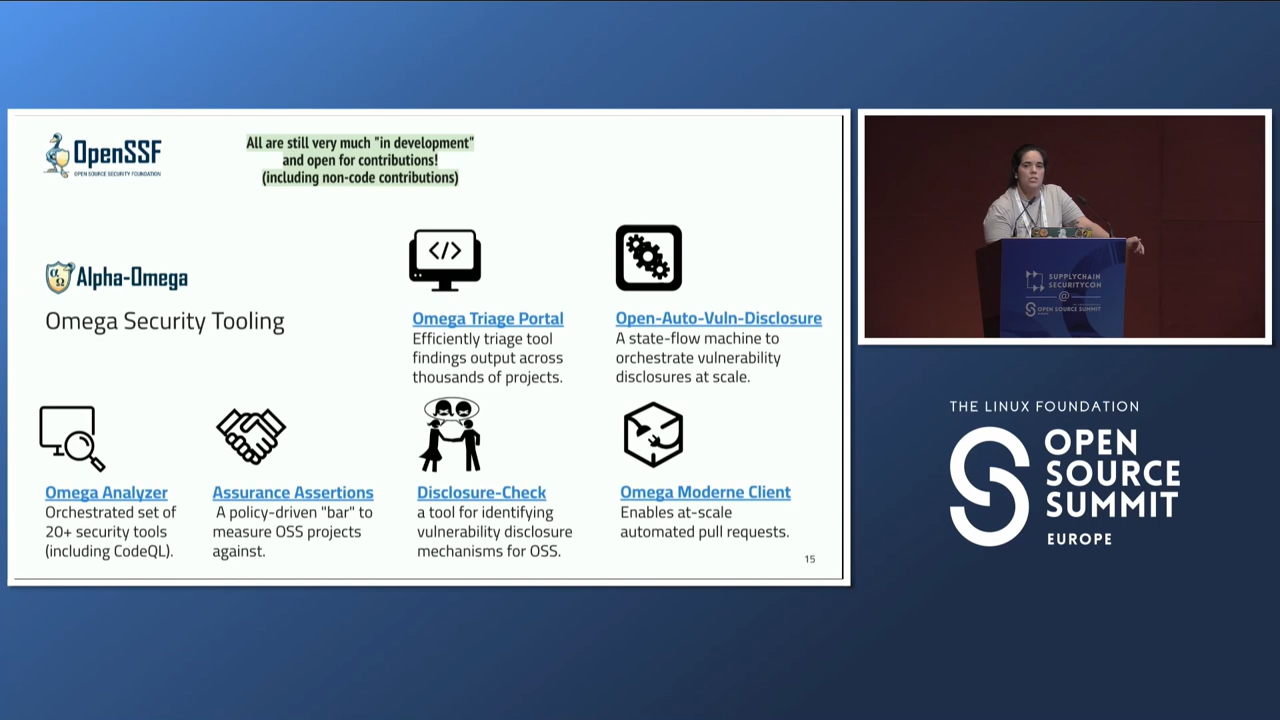 OpenSSF
OPEN SOURCE SECURITY FOUNDATION
All are still very much "in development"
and open for contributions!
(including non-code contributions)
Alpha-Omega
Omega Security Tooling
</>
Omega Triage Portal
Efficiently triage tool
findings output across
thousands of projects.
Open-Auto-Vuln-Disclosure
A state-flow machine to
orchestrate vulnerability
disclosures at scale.
Omega Analyzer
Orchestrated set of
20+ security tools
(including CodeQL).
Assurance Assertions
A policy-driven "bar" to
measure OSS projects
against.
Disclosure-Check
a tool for identifying
vulnerability disclosure
mechanisms for OSS.
Omega Moderne Client
Enables at-scale
automated pull requests.
15
SUPPLYCHAIN
SECURITYCON
@
OPEN SOURCE SUMMIT
THE LINUX FOUNDATION
OPEN
SOURCE
SUMMIT
EUROPE